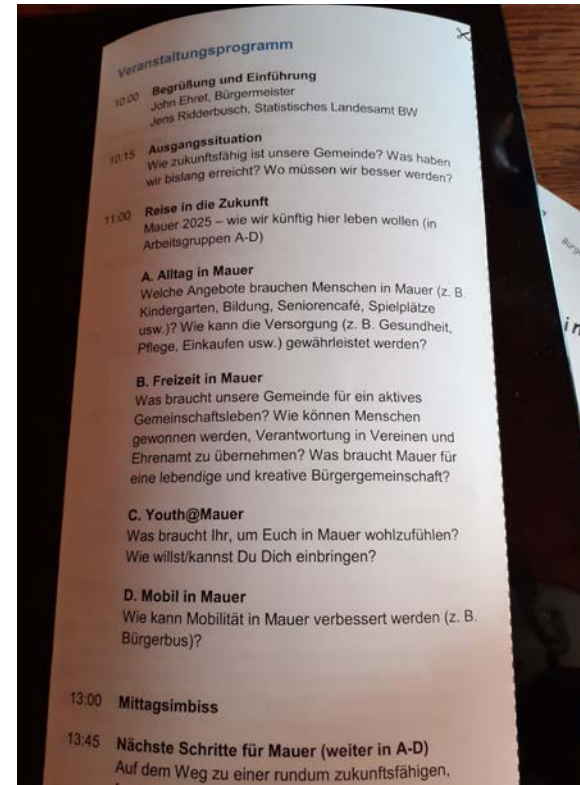 Veranstaltungsprogramm
10:00 Begrüßung und Einführung
John Ehret, Bürgermeister
Jens Ridderbusch, Statistisches Landesamt BW
10:15 Ausgangssituation
Wie zukunftsfähig ist unsere Gemeinde? Was haben
wir bislang erreicht? Wo müssen wir besser werden?
11:00 Reise in die Zukunft
Mauer 2025 – wie wir künftig hier leben wollen (in
Arbeitsgruppen A-D)
A. Alltag in Mauer
Welche Angebote brauchen Menschen in Mauer (z. B.
Kindergarten, Bildung, Seniorencafé, Spielplätze
usw.)? Wie kann die Versorgung (z. B. Gesundheit,
Pflege, Einkaufen usw.) gewährleistet werden?
B. Freizeit in Mauer
Was braucht unsere Gemeinde für ein aktives
Gemeinschaftsleben? Wie können Menschen
gewonnen werden, Verantwortung in Vereinen und
Ehrenamt zu übernehmen? Was braucht Mauer für
eine lebendige und kreative Bürgergemeinschaft?
C. Youth@Mauer
Was braucht Ihr, um Euch in Mauer wohlzufühlen?
Wie willst/kannst Du Dich einbringen?
D. Mobil in Mauer
Wie kann Mobilität in Mauer verbessert werden (z. B.
Bürgerbus)?
13:00 Mittagsimbiss
13:45 Nächste Schritte für Mauer (weiter in A-D)
Auf dem Weg zu einer rundum zukunftsfähigen,